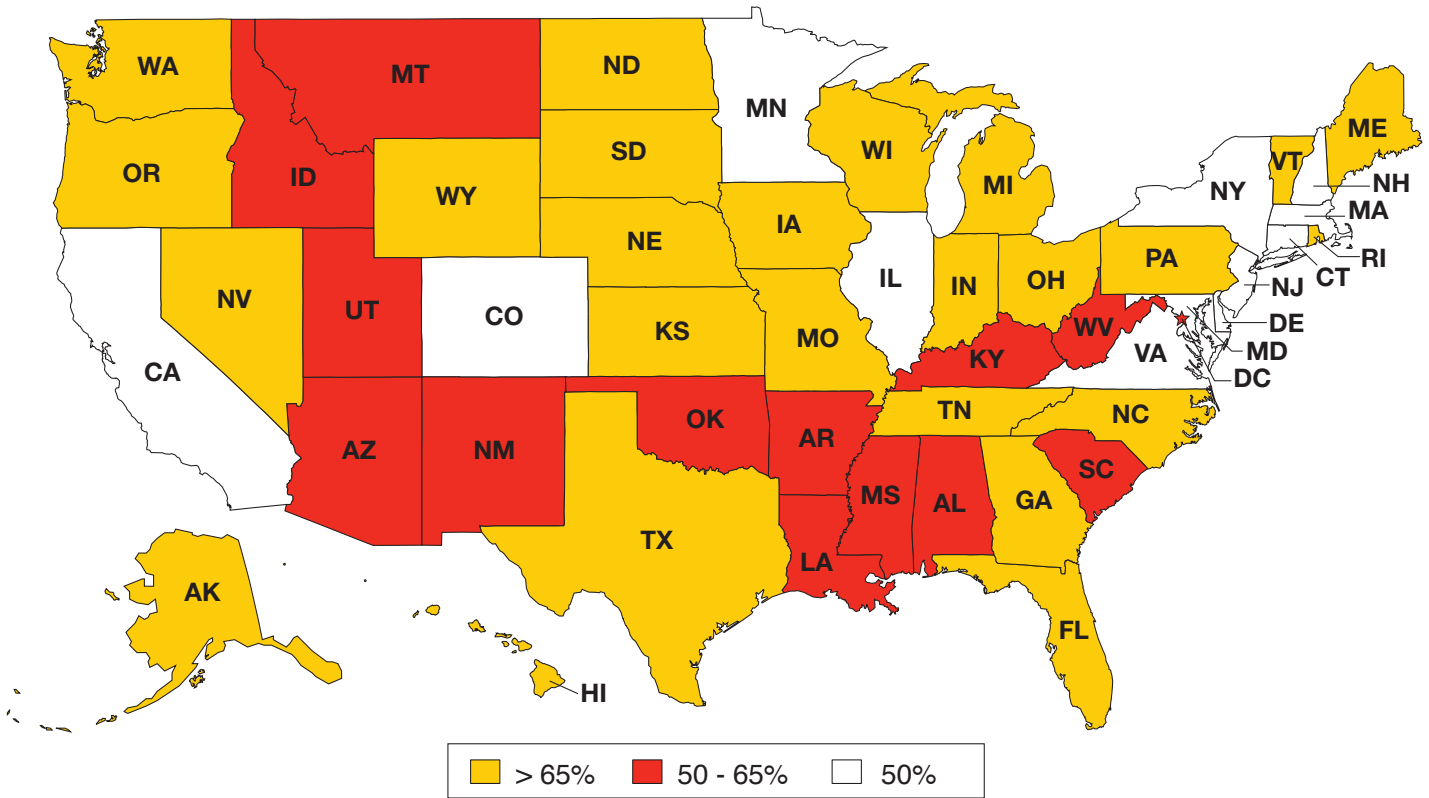 WA
MT
ND
MN
ME
OR
ID
SD
WI
VT
WY
MI
NY
NH
MA
IA
NE
PA
RI
NV
IL
IN
OH
CT
NJ
UT
CO
DE
KS
MO
WV
MD
CA
KY
VA
DC
OK
TN
NC
AZ
NM
AR
SC
MS
AL
GA
TX
LA
AK
FL
HI
> 65%
50 - 65%
50%